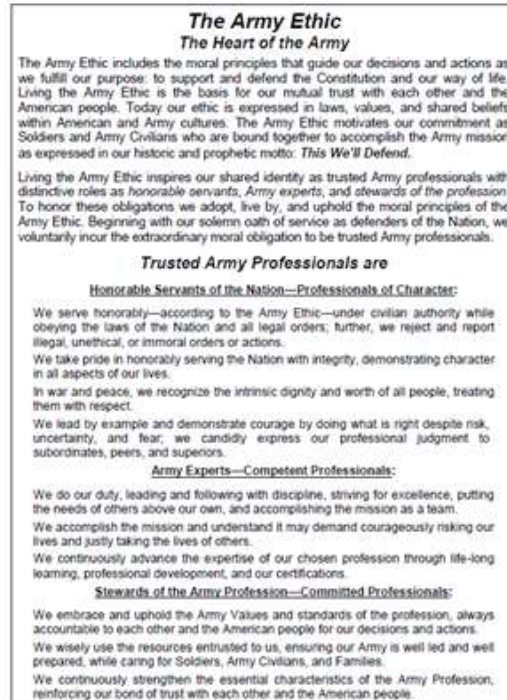 The Army Ethic
The Heart of the Army
The Army Ethic includes the moral principles that guide our decisions and actions as
we fulfill our purpose: to support and defend the Constitution and our way of life.
Living the Army Ethic is the basis for our mutual trust with each other and the
American people. Today our ethic is expressed in laws, values, and shared beliefs
within American and Army cultures. The Army Ethic motivates our commitment as
Soldiers and Army Civilians who are bound together to accomplish the Army mission
as expressed in our historic and prophetic motto: This We'll Defend.
Living the Army Ethic inspires our shared identity as trusted Army professionals with
distinctive roles as honorable servants, Army experts, and stewards of the profession.
To honor these obligations we adopt, live by, and uphold the moral principles of the
Army Ethic. Beginning with our solemn oath of service as defenders of the Nation, we
voluntarily incur the extraordinary moral obligation to be trusted Army professionals.
Trusted Army Professionals are
Honorable Servants of the Nation—Professionals of Character:
We serve honorably—according to the Army Ethic—under civilian authority while
obeying the laws of the Nation and all legal orders; further, we reject and report
illegal, unethical, or immoral orders or actions.
We take pride in honorably serving the Nation with integrity, demonstrating character
in all aspects of our lives.
In war and peace, we recognize the intrinsic dignity and worth of all people, treating
them with respect.
We lead by example and demonstrate courage by doing what is right despite risk,
uncertainty, and fear; we candidly express our professional judgment to
subordinates, peers, and superiors.
Army Experts—Competent Professionals:
We do our duty, leading and following with discipline, striving for excellence, putting
the needs of others above our own, and accomplishing the mission as a team.
We accomplish the mission and understand it may demand courageously risking our
lives and justly taking the lives of others.
We continuously advance the expertise of our chosen profession through life-long
learning, professional development, and our certifications.
Stewards of the Army Profession—Committed Professionals:
We embrace and uphold the Army Values and standards of the profession, always
accountable to each other and the American people for our decisions and actions.
We wisely use the resources entrusted to us, ensuring our Army is well led and well
prepared, while caring for Soldiers, Army Civilians, and Families.
We continuously strengthen the essential characteristics of the Army Profession,
reinforcing our bond of trust with each other and the American people.